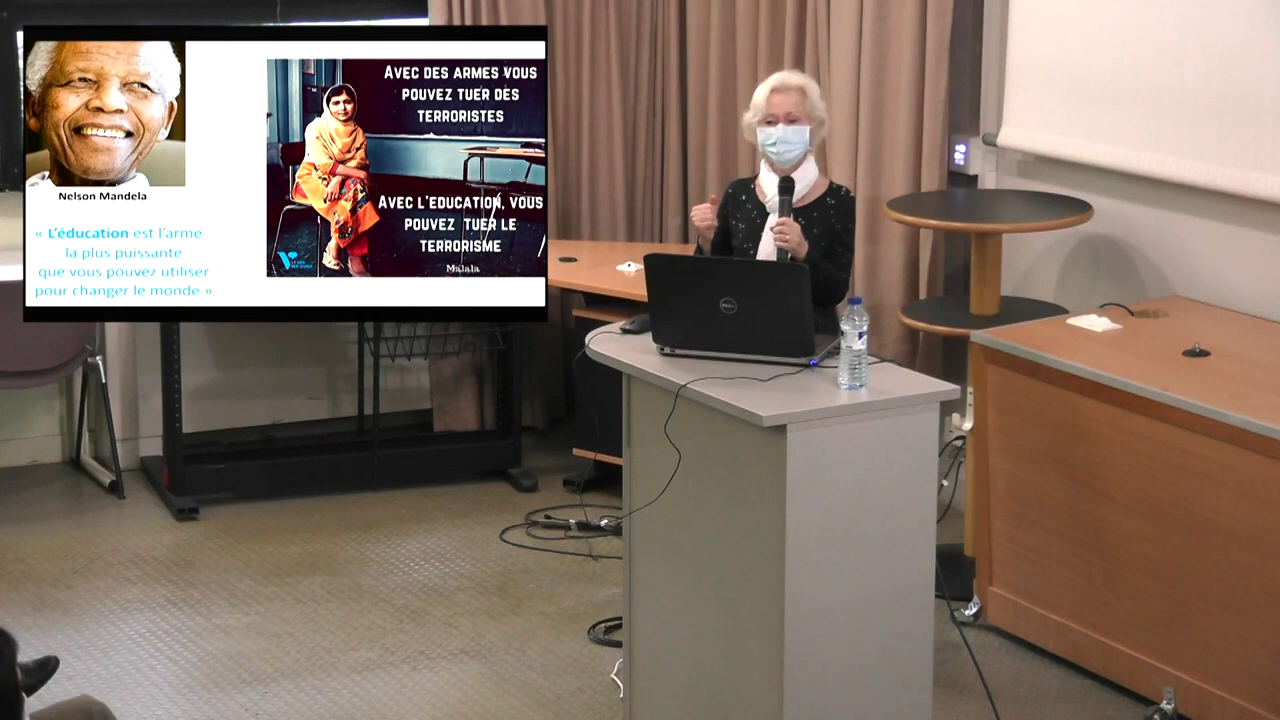 Nelson Mandela
« L'éducation est l'arme
la plus puissante
que vous pouvez utiliser
pour changer le monde »
AVEC DES ARMES VOUS
POUVEZ TUER DES
TERRORISTES
AVEC L'EDUCATION, VOUS
POUVEZ TUER LE
TERRORISME
Malala
DELL